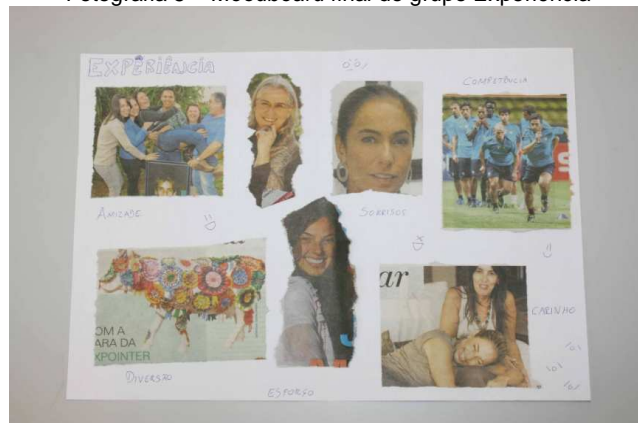 Fotografia 3 – Moodboard final do grupo Experiência
EXPERIÊNCIA
COMPETÊNCIA
AMIZADE
SORRISOS
ar
CARINHO
OM A
ARA DA
XPOINTER
DIVERSÃO
ESFORÇO